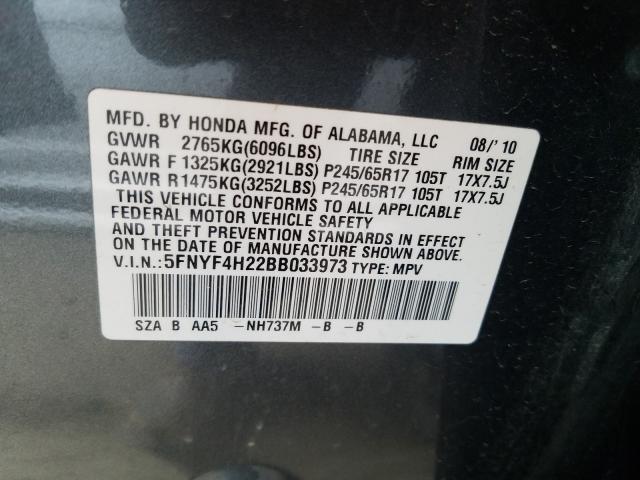 MFD. BY HONDA MFG. OF ALABAMA, LLC 08/'10
GVWR 2765KG(6096LBS) TIRE SIZE RIM SIZE
GAWR F 1325KG(2921LBS) P245/65R17 105T 17X7.5J
GAWR R 1475KG(3252LBS) P245/65R17 105T 17X7.5J
THIS VEHICLE CONFORMS TO ALL APPLICABLE
FEDERAL MOTOR VEHICLE SAFETY
AND THEFT PREVENTION STANDARDS IN EFFECT
ON THE DATE OF MANUFACTURE SHOWN ABOVE.
V.I.N.:5FNYF4H22BB033973 TYPE: MPV
SZA B AA5 -NH737M -B -B